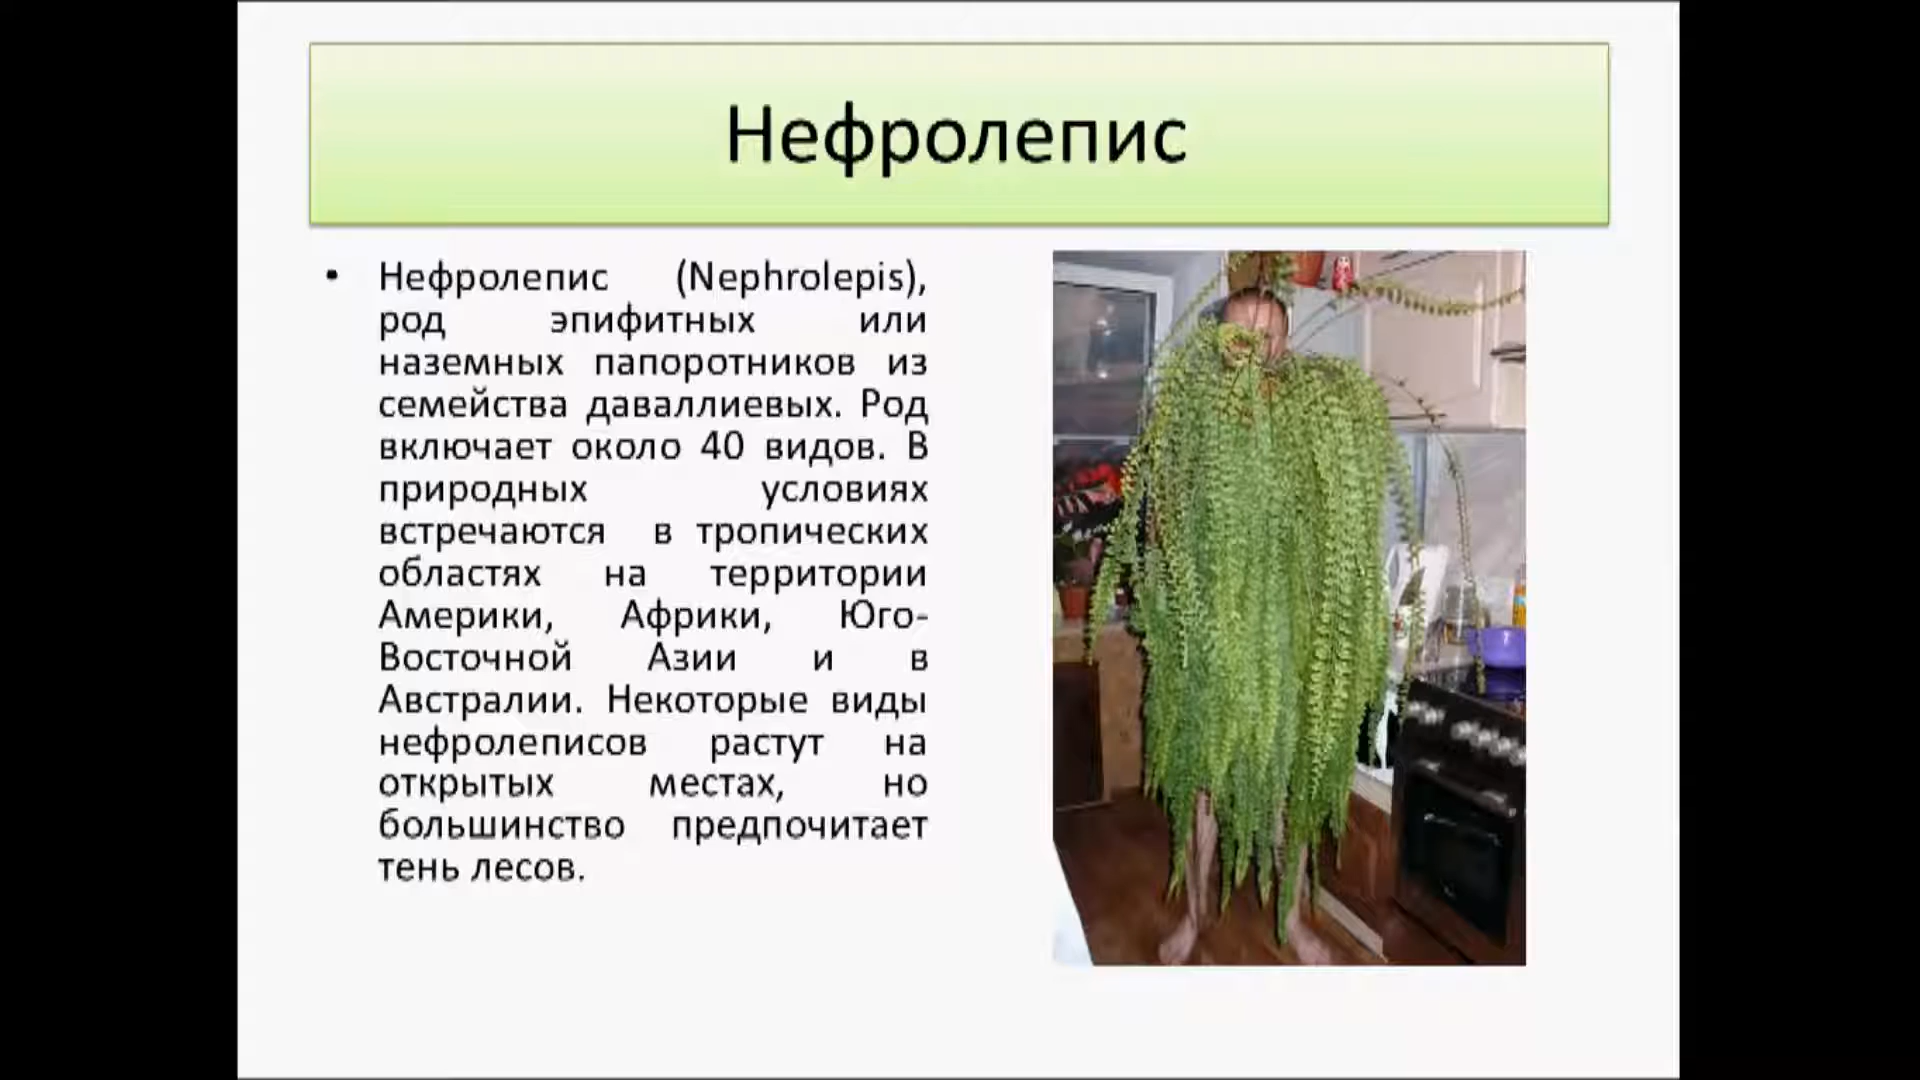 Нефролепис
• Нефролепис (Nephrolepis),
род эпифитных или
наземных папоротников из
семейства даваллиевых. Род
включает около 40 видов. В
природных условиях
встречаются в тропических
областях на территории
Америки, Африки, Юго-
Восточной Азии и в
Австралии. Некоторые виды
нефролеписов растут на
открытых местах, но
большинство предпочитает
тень лесов.